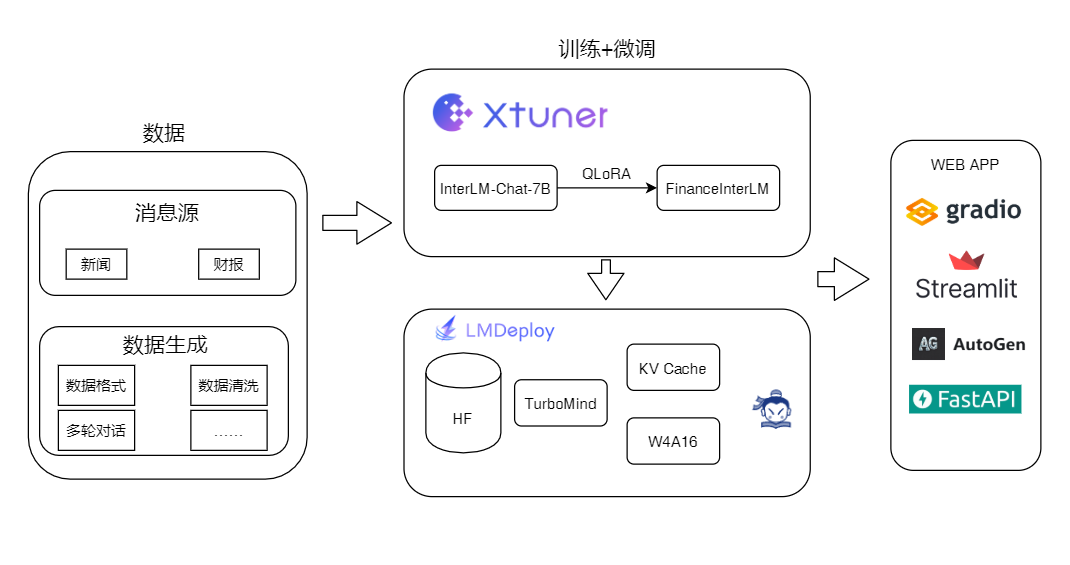 数据
消息源
新闻
财报
数据生成
数据格式
数据清洗
多轮对话
……
训练+微调
Xtuner
InterLM-Chat-7B
QLoRA
FinanceInterLM
LMDeploy
HF
TurboMind
KV Cache
W4A16
WEB APP
gradio
Streamlit
AG
AutoGen
FastAPI